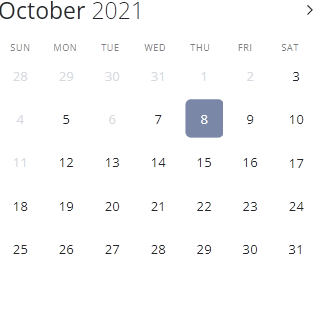 October 2021
SUN MON TUE WED THU FRI SAT
28 29 30 31 1 2 3
4 5 6 7 8 9 10
11 12 13 14 15 16 17
18 19 20 21 22 23 24
25 26 27 28 29 30 31